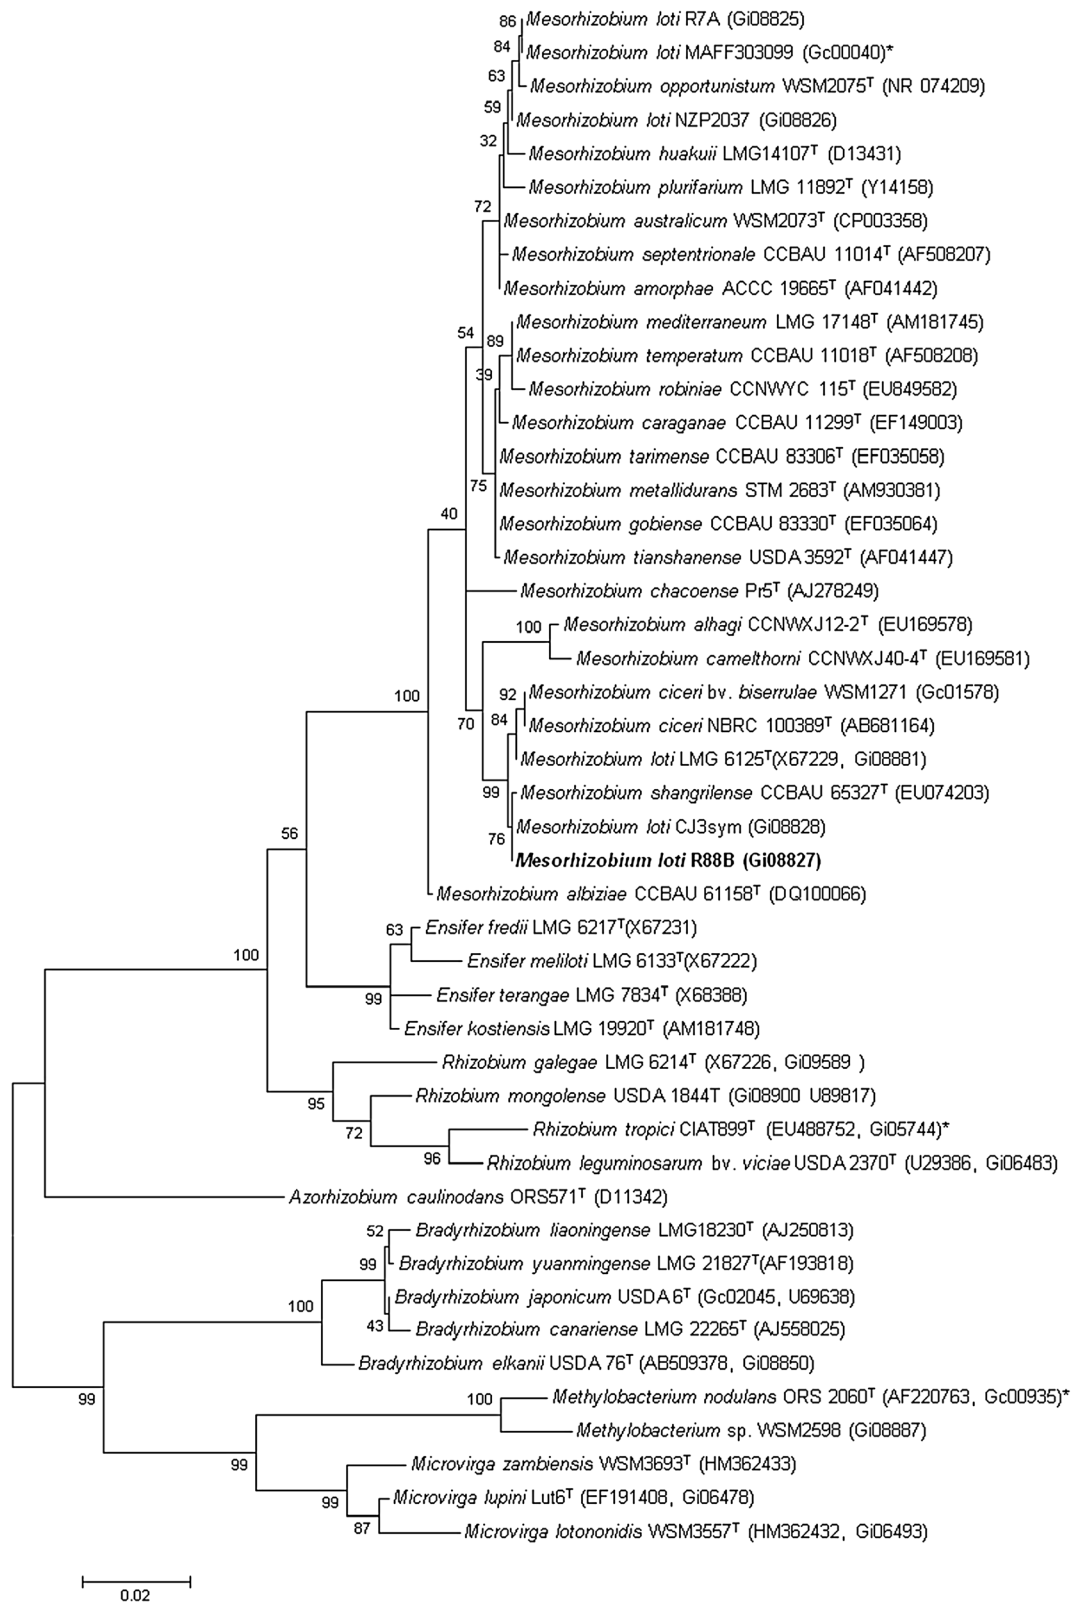 86 Mesorhizobium loti R7A (Gi08825)
84 Mesorhizobium loti MAFF303099 (Gc00040)*
63
Mesorhizobium opportunistum WSM2075ᵀ (NR 074209)
59
Mesorhizobium loti NZP2037 (Gi08826)
32
Mesorhizobium huakuii LMG14107ᵀ (D13431)
Mesorhizobium plurifarium LMG 11892ᵀ (Y14158)
72
Mesorhizobium australicum WSM2073ᵀ (CP003358)
Mesorhizobium septentrionale CCBAU 11014ᵀ (AF508207)
Mesorhizobium amorphae ACCC 19665ᵀ (AF041442)
Mesorhizobium mediterraneum LMG 17148ᵀ (AM181745)
54
89
Mesorhizobium temperatum CCBAU 11018ᵀ (AF508208)
39
Mesorhizobium robiniae CCNWYC 115ᵀ (EU849582)
Mesorhizobium caraganae CCBAU 11299ᵀ (EF149003)
Mesorhizobium tarimense CCBAU 83306ᵀ (EF035058)
75
Mesorhizobium metallidurans STM 2683ᵀ (AM930381)
40
Mesorhizobium gobiense CCBAU 83330ᵀ (EF035064)
Mesorhizobium tianshanense USDA 3592ᵀ (AF041447)
Mesorhizobium chacoense Pr5ᵀ (AJ278249)
100
Mesorhizobium alhagi CCNWXJ12-2ᵀ (EU169578)
Mesorhizobium camelthorni CCNWXJ40-4ᵀ (EU169581)
100
92
Mesorhizobium ciceri bv. biserrulae WSM1271 (Gc01578)
70
84
Mesorhizobium ciceri NBRC 100389ᵀ (AB681164)
Mesorhizobium loti LMG 6125ᵀ(X67229, Gi08881)
99
Mesorhizobium shangrilense CCBAU 65327ᵀ (EU074203)
76
Mesorhizobium loti CJ3sym (Gi08828)
56
Mesorhizobium loti R88B (Gi08827)
Mesorhizobium albiziae CCBAU 61158ᵀ (DQ100066)
63
Ensifer fredii LMG 6217ᵀ(X67231)
100
Ensifer meliloti LMG 6133ᵀ(X67222)
99
Ensifer terangae LMG 7834ᵀ (X68388)
Ensifer kostiensis LMG 19920ᵀ (AM181748)
Rhizobium galegae LMG 6214ᵀ (X67226, Gi09589 )
95
Rhizobium mongolense USDA 1844T (Gi08900 U89817)
72
Rhizobium tropici CIAT899ᵀ (EU488752, Gi05744)*
96
Rhizobium leguminosarum bv. viciae USDA 2370ᵀ (U29386, Gi06483)
Azorhizobium caulinodans ORS571ᵀ (D11342)
52
Bradyrhizobium liaoningense LMG18230ᵀ (AJ250813)
99
Bradyrhizobium yuanmingense LMG 21827ᵀ(AF193818)
100
Bradyrhizobium japonicum USDA 6ᵀ (Gc02045, U69638)
43
Bradyrhizobium canariense LMG 22265ᵀ (AJ558025)
Bradyrhizobium elkanii USDA 76ᵀ (AB509378, Gi08850)
99
100
Methylobacterium nodulans ORS 2060ᵀ (AF220763, Gc00935)*
Methylobacterium sp. WSM2598 (Gi08887)
99
Microvirga zambiensis WSM3693ᵀ (HM362433)
99
Microvirga lupini Lut6ᵀ (EF191408, Gi06478)
87
Microvirga lotononidis WSM3557ᵀ (HM362432, Gi06493)
0.02